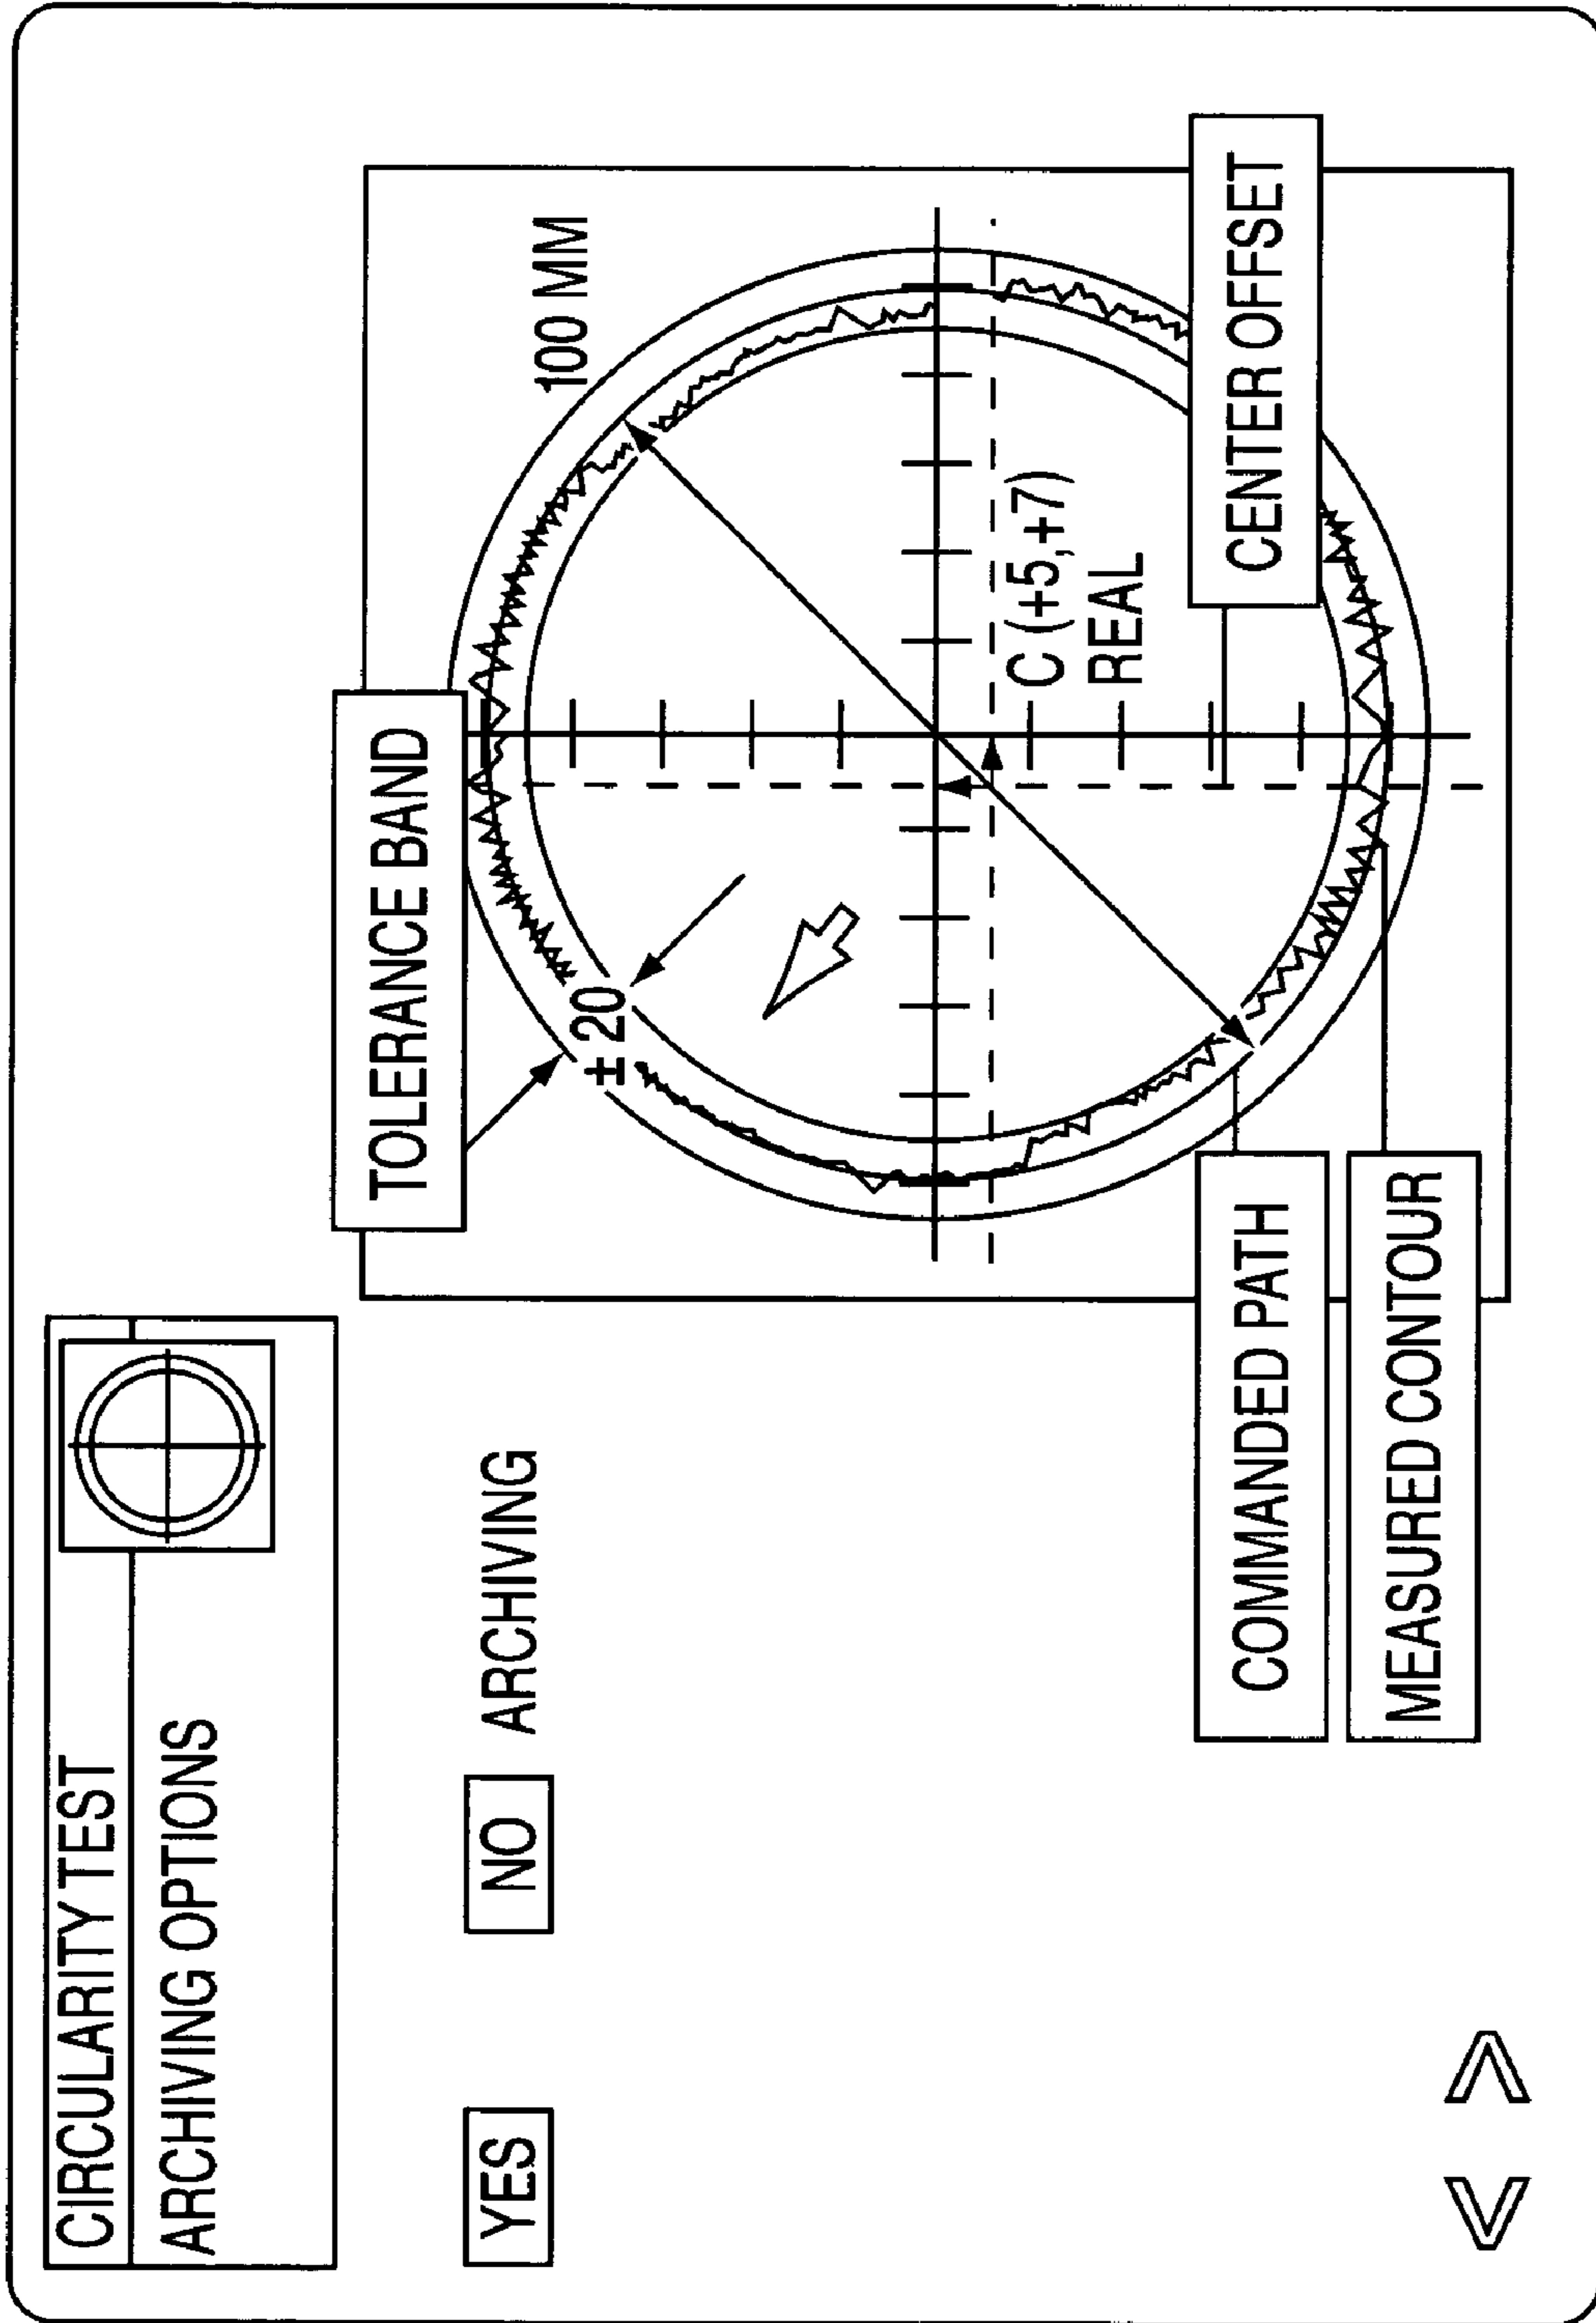 CIRCULARITY TEST
ARCHIVING OPTIONS
YES
NO
ARCHIVING
TOLERANCE BAND
100 MM
± 20
C (+5,+7)
REAL
CENTER OFFSET
COMMANDED PATH
MEASURED CONTOUR
< >